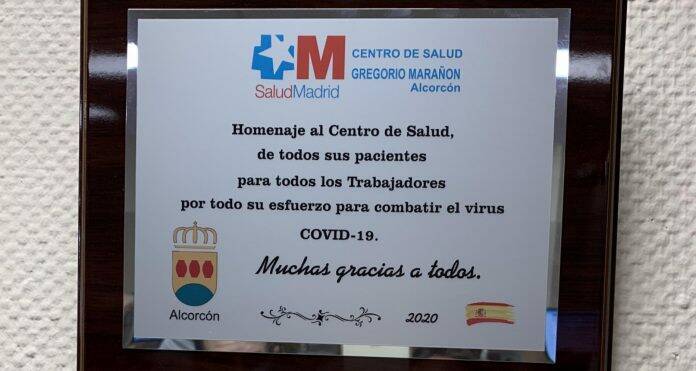 M
SaludMadrid
CENTRO DE SALUD
GREGORIO MARAÑON
Alcorcón
Homenaje al Centro de Salud,
de todos sus pacientes
para todos los Trabajadores
por todo su esfuerzo para combatir el virus
COVID-19.
Muchas gracias a todos.
Alcorcón
2020